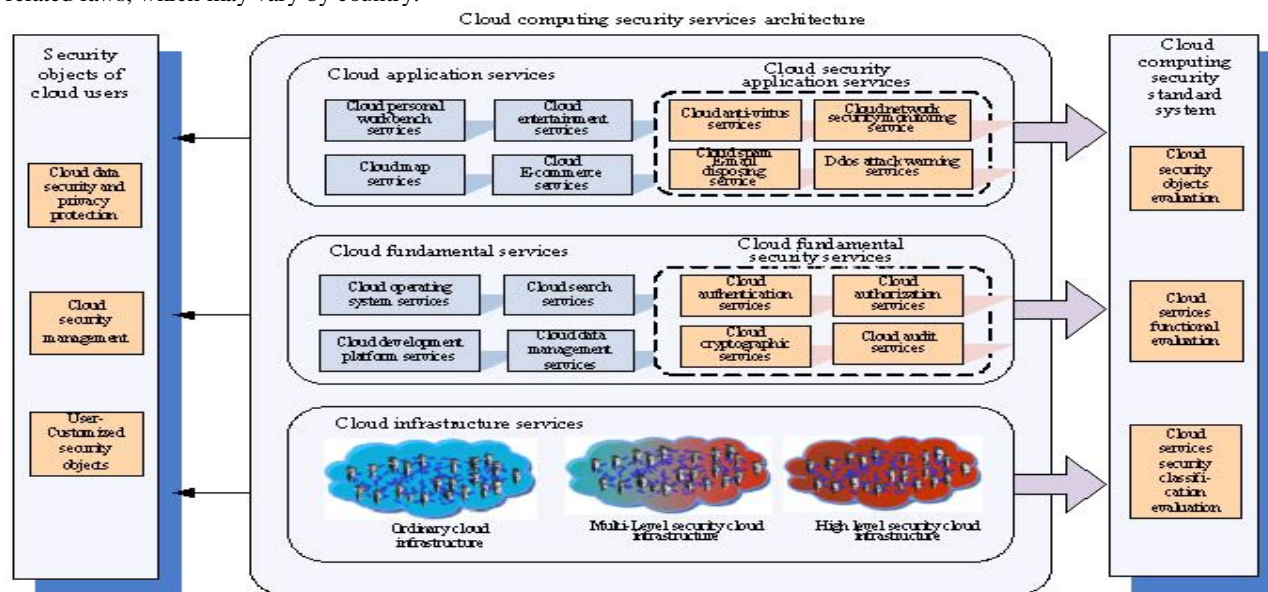 related laws, which may vary by country.
Cloud computing security services architecture
Security
objects of
cloud users
Cloud data
security and
privacy
protection
Cloud
security
management
User-
Customized
security
objects
Cloud application services
Cloud personal
workbench
services
Cloud
entertainment
services
Cloud map
services
Cloud
E-commerce
services
Cloud security
application services
Cloud anti-virtus
services
Cloud network
security monitoring
service
Cloud spam
E-mail
disposing
service
Ddos attack warning
services
Cloud fundamental services
Cloud operating
system services
Cloud search
services
Cloud development
platform services
Cloud data
management
services
Cloud fundamental
security services
Cloud
authentication
services
Cloud
authorization
services
Cloud
cryptographic
services
Cloud audit
services
Cloud infrastructure services
Ordinary cloud
infrastructure
Multi-Level security cloud
infrastructure
High level security cloud
infrastructure
Cloud
computing
security
standard
system
Cloud
security
objects
evaluation
Cloud
services
functional
evaluation
Cloud
services
security
classifi-
cation
evaluation